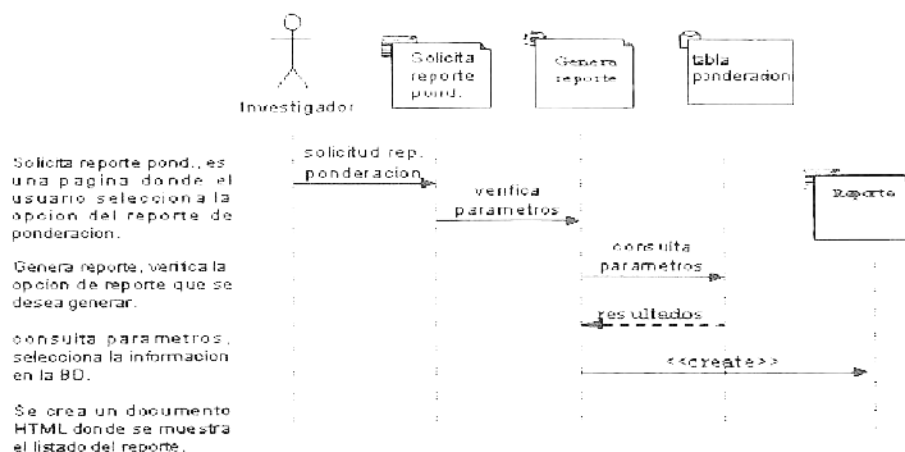 Investigador
Solicita
reporte
pond.
Genera
reporte
tabla
ponderacion
Reporte
solicitud rep.
ponderacion
verifica
parametros
consulta
parametros
resultados
<<create>>
Solicita reporte pond., es
una pagina donde el
usuario selecciona la
opcion del reporte de
ponderacion.
Genera reporte, verifica la
opcion de reporte que se
desea generar.
consulta parametros,
selecciona la informacion
en la BD.
Se crea un documento
HTML donde se muestra
el listado del reporte.